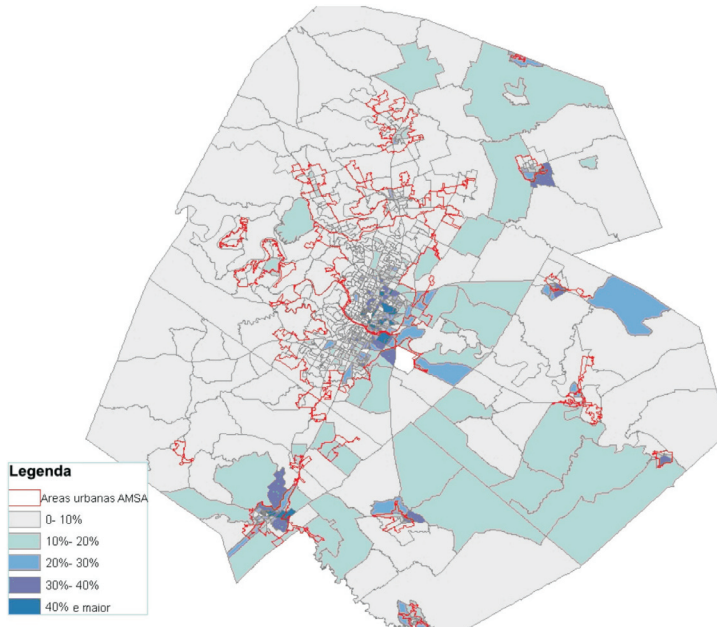 Legenda
Areas urbanas AMSA
0- 10%
10%- 20%
20%- 30%
30%- 40%
40% e maior